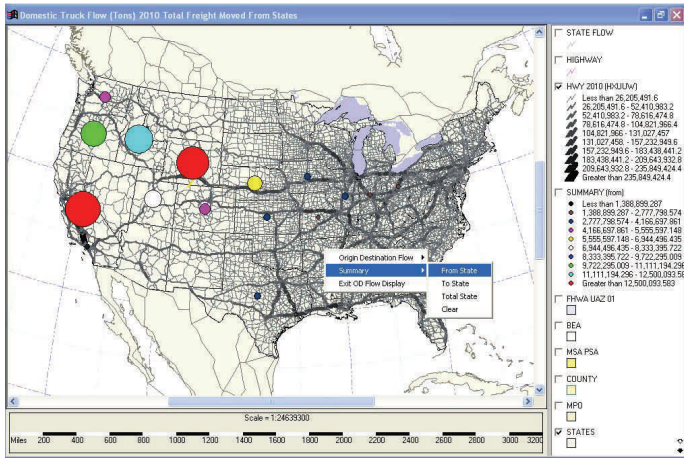 Domestic Truck Flow (Tons) 2010 Total Freight Moved From States
STATE FLOW
HIGHWAY
HWY 2010 (HXUUW)
Less than 26,205,491.6
26,205,491.6 - 52,410,983.2
52,410,983.2 - 78,616,474.8
78,616,474.8 - 104,821,966.4
104,821,966 - 131,027,457
131,027,458 - 157,232,949.6
157,232,949.6 - 183,438,441.2
183,438,441.2 - 209,643,932.8
209,643,932.8 - 235,849,424.4
Greater than 235,849,424.4
SUMMARY (from)
Less than 1,388,899.287
1,388,899.287 - 2,777,798.574
2,777,798.574 - 4,166,697.861
4,166,697.861 - 5,555,597.148
5,555,597.148 - 6,944,496.435
6,944,496.435 - 8,333,395.722
8,333,395.722 - 9,722,295.009
9,722,295.009 - 11,111,194.296
11,111,194.296 - 12,500,093.58
Greater than 12,500,093.583
FHWA UAZ 01
BEA
MSA PSA
COUNTY
MPO
STATES
Origin Destination Flow
Summary
Exit OD Flow Display
From State
To State
Total State
Clear
Scale = 1:24639300
Miles 200 400 600 800 1000 1200 1400 1600 1800 2000 2200 2400 2600 2800 3000 3200